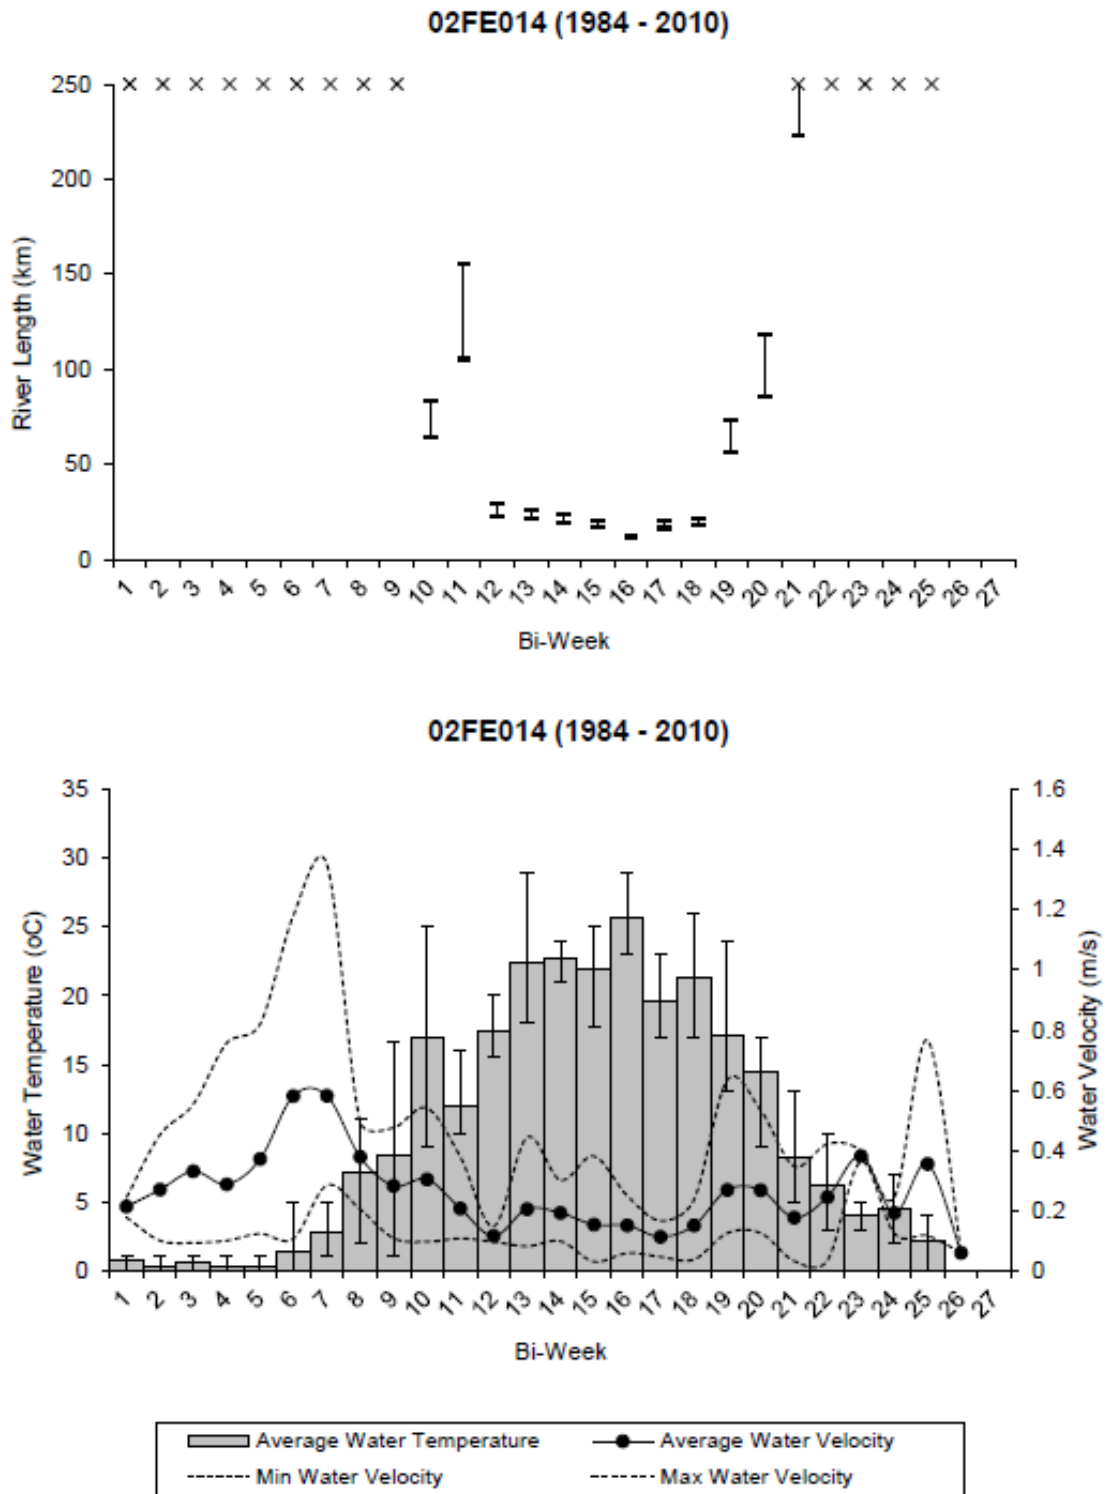 02FE014 (1984 - 2010)
250
200
150
100
50
0
River Length (km)
1 2 3 4 5 6 7 8 9 10 11 12 13 14 15 16 17 18 19 20 21 22 23 24 25 26 27
Bi-Week
02FE014 (1984 - 2010)
35
30
25
20
15
10
5
0
Water Temperature (oC)
1.6
1.4
1.2
1
0.8
0.6
0.4
0.2
0
Water Velocity (m/s)
1 2 3 4 5 6 7 8 9 10 11 12 13 14 15 16 17 18 19 20 21 22 23 24 25 26 27
Bi-Week
Average Water Temperature
Average Water Velocity
Min Water Velocity
Max Water Velocity